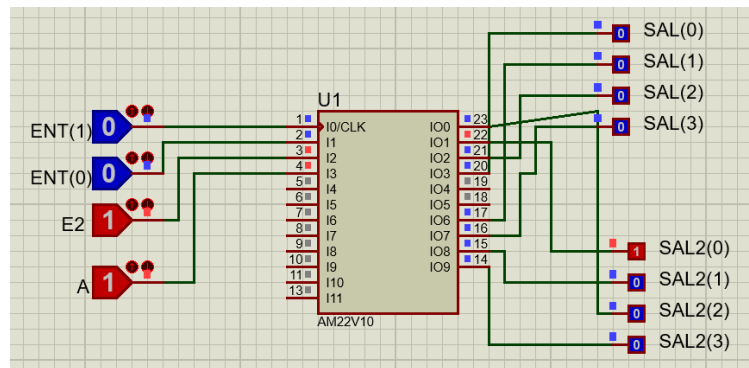 SAL(0)
0
SAL(1)
0
SAL(2)
0
SAL(3)
0
U1
ENT(1) 0
1 I0/CLK IO0 23
ENT(0) 0
2 I1 IO1 22
3 I2 IO2 21
4 I3 IO3 20
5 I4 IO4 19
E2 1
6 I5 IO5 18
7 I6 IO6 17
8 I7 IO7 16
9 I8 IO8 15
10 I9 IO9 14
A 1
11 I10
13 I11
AM22V10
1 SAL2(0)
0 SAL2(1)
0 SAL2(2)
0 SAL2(3)